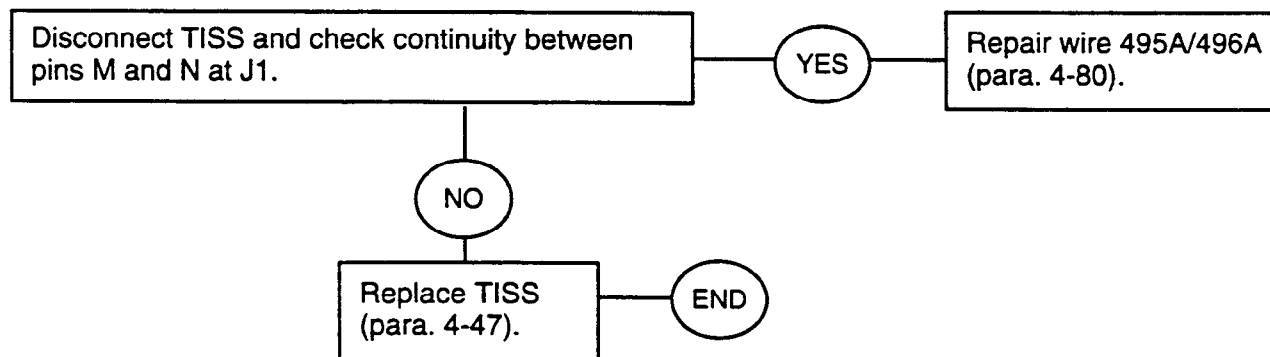 Disconnect TISS and check continuity between
pins M and N at J1.
YES
Repair wire 495A/496A
(para. 4-80).
NO
Replace TISS
(para. 4-47).
END